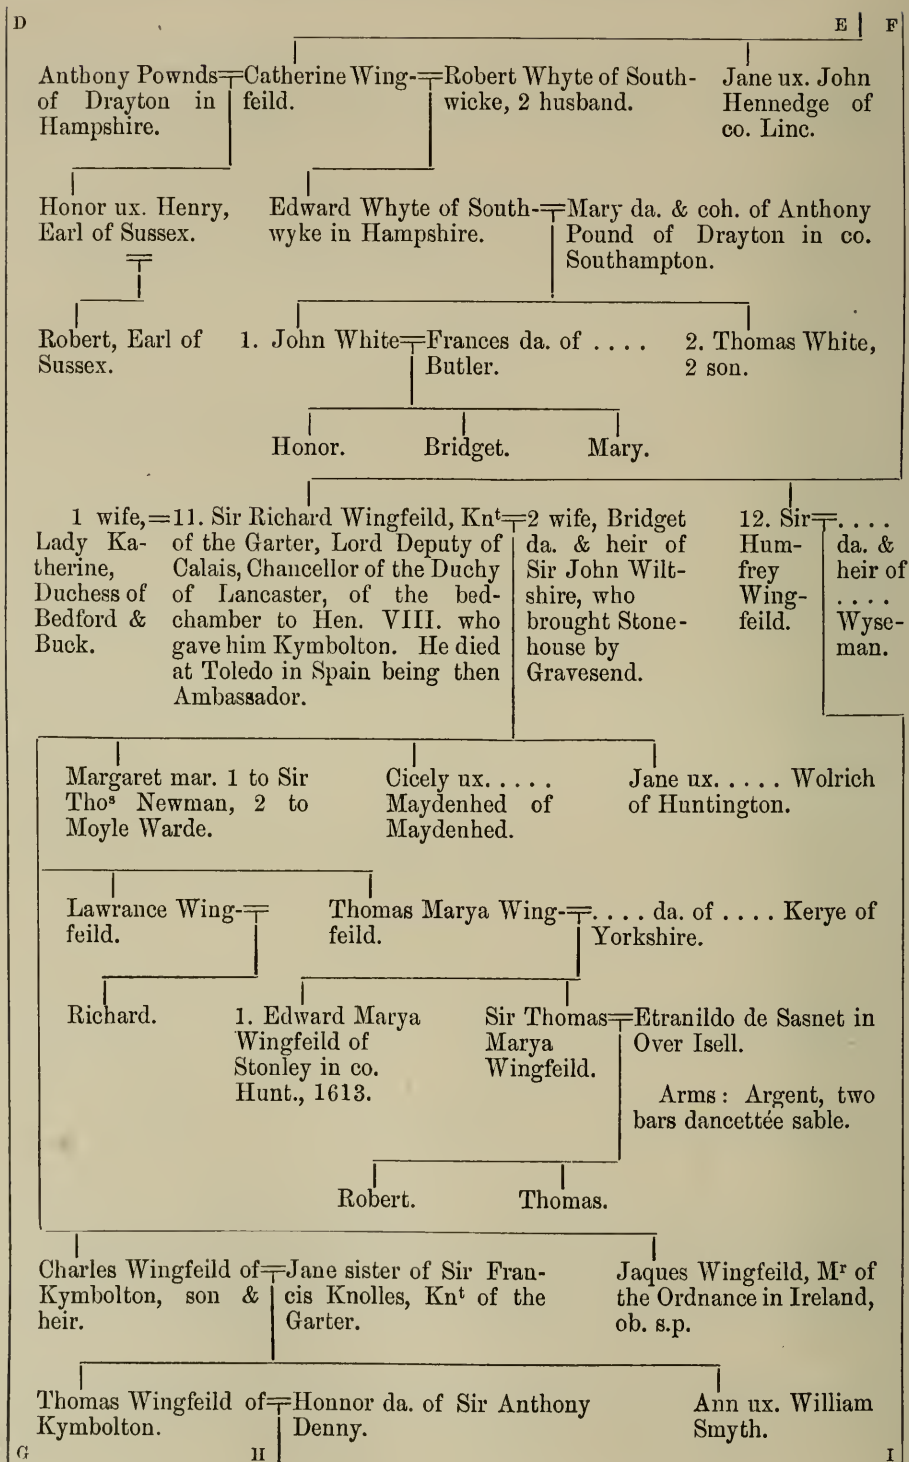 D E F
Anthony Pownds
of Drayton in
Hampshire.
Catherine Wing-
feild.
Robert Whyte of South-
wicke, 2 husband.
Jane ux. John
Hennedge of
co. Linc.
Honor ux. Henry,
Earl of Sussex.
Edward Whyte of South-
wyke in Hampshire.
Mary da. & coh. of Anthony
Pound of Drayton in co.
Southampton.
Robert, Earl of
Sussex.
1. John White
Frances da. of . . . .
Butler.
2. Thomas White,
2 son.
Honor. Bridget. Mary.
1 wife,
Lady Ka-
therine,
Duchess of
Bedford &
Buck.
11. Sir Richard Wingfeild, Knᵗ
of the Garter, Lord Deputy of
Calais, Chancellor of the Duchy
of Lancaster, of the bed-
chamber to Hen. VIII. who
gave him Kymbolton. He died
at Toledo in Spain being then
Ambassador.
2 wife, Bridget
da. & heir of
Sir John Wilt-
shire, who
brought Stone-
house by
Gravesend.
12. Sir
Hum-
frey
Wing-
feild.
. . . .
da. &
heir of
. . . .
Wyse-
man.
Margaret mar. 1 to Sir
Thoˢ Newman, 2 to
Moyle Warde.
Cicely ux. . . . .
Maydenhed of
Maydenhed.
Jane ux. . . . . Wolrich
of Huntington.
Lawrance Wing-
feild.
Thomas Marya Wing-
feild.
. . . . da. of . . . . Kerye of
Yorkshire.
Richard.
1. Edward Marya
Wingfeild of
Stonley in co.
Hunt., 1613.
Sir Thomas
Marya
Wingfeild.
Etranildo de Sasnet in
Over Isell.
Arms : Argent, two
bars dancettée sable.
Robert. Thomas.
Charles Wingfeild of
Kymbolton, son &
heir.
Jane sister of Sir Fran-
cis Knolles, Knᵗ of the
Garter.
Jaques Wingfeild, Mʳ of
the Ordnance in Ireland,
ob. s.p.
Thomas Wingfeild of
Kymbolton.
Honnor da. of Sir Anthony
Denny.
Ann ux. William
Smyth.
G H I